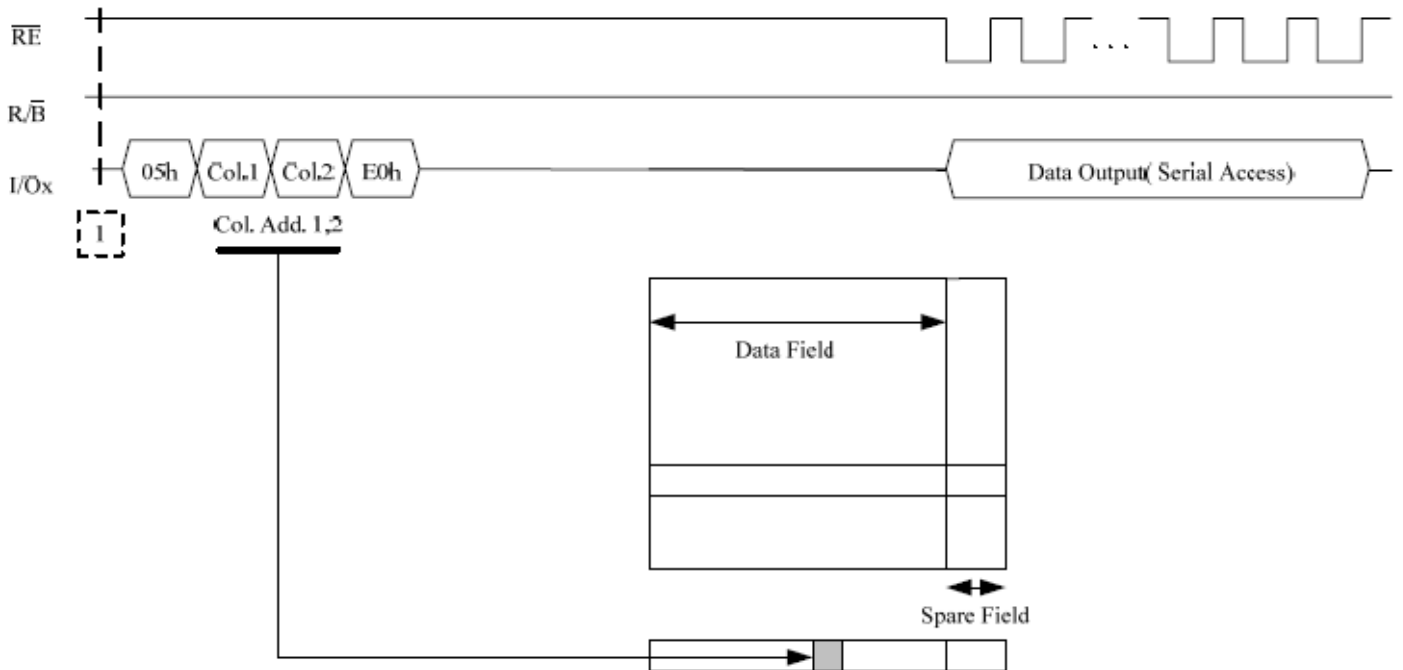 R̅E̅
R/B̅
I/Ox
05h
Col.1
Col.2
E0h
Data Output( Serial Access)
1
Col. Add. 1,2
Data Field
Spare Field